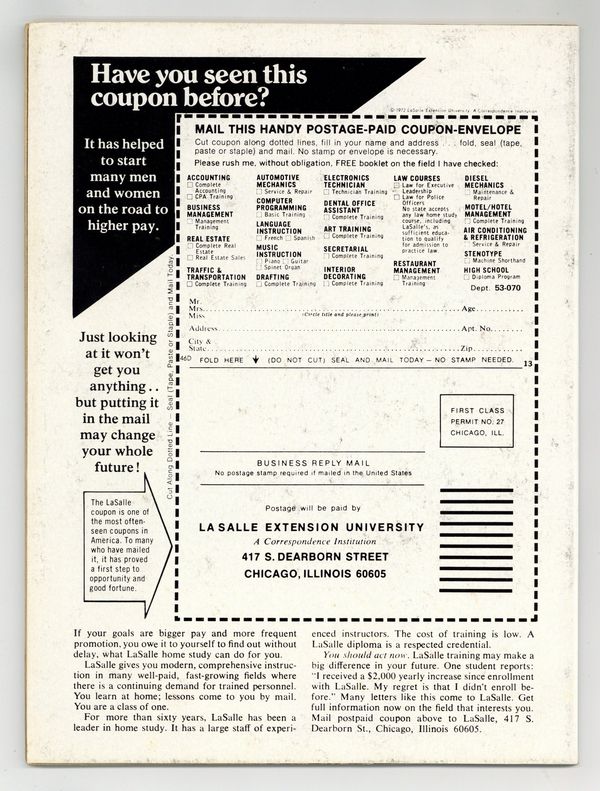 Have you seen this
coupon before?
© 1972 LaSalle Extension University A Correspondence Institution
It has helped
to start
many men
and women
on the road to
higher pay.
Just looking
at it won't
get you
anything . .
but putting it
in the mail
may change
your whole
future!
The LaSalle
coupon is one of
the most often-
seen coupons in
America. To many
who have mailed
it, it has proved
a first step to
opportunity and
good fortune.
Cut Along Dotted Line — Seal (Tape, Paste or Staple) and Mail Today.
MAIL THIS HANDY POSTAGE-PAID COUPON-ENVELOPE
Cut coupon along dotted lines, fill in your name and address . . . fold, seal (tape,
paste or staple) and mail. No stamp or envelope is necessary.
Please rush me, without obligation, FREE booklet on the field I have checked:
ACCOUNTING
Complete
Accounting
CPA Training
BUSINESS
MANAGEMENT
Management
Training
REAL ESTATE
Complete Real
Estate
Real Estate Sales
TRAFFIC &
TRANSPORTATION
Complete Training
AUTOMOTIVE
MECHANICS
Service & Repair
COMPUTER
PROGRAMMING
Basic Training
LANGUAGE
INSTRUCTION
French Spanish
MUSIC
INSTRUCTION
Piano Guitar
Spinet Organ
DRAFTING
Complete Training
ELECTRONICS
TECHNICIAN
Technician Training
DENTAL OFFICE
ASSISTANT
Complete Training
ART TRAINING
Complete Training
SECRETARIAL
Complete Training
INTERIOR
DECORATING
Complete Training
LAW COURSES
Law for Executive
Leadership
Law for Police
Officers
No state accepts
any law home study
course, including
LaSalle's, as
sufficient educa-
tion to qualify
for admission to
practice law.
RESTAURANT
MANAGEMENT
Management
Training
DIESEL
MECHANICS
Maintenance &
Repair
MOTEL/HOTEL
MANAGEMENT
Complete Training
AIR CONDITIONING
& REFRIGERATION
Service & Repair
STENOTYPE
Machine Shorthand
HIGH SCHOOL
Diploma Program
Dept. 53-070
Mr.
Mrs. Age
Miss (Circle title and please print)
Address Apt. No.
City &
State Zip
46D FOLD HERE (DO NOT CUT) SEAL AND MAIL TODAY — NO STAMP NEEDED. 13
FIRST CLASS
PERMIT NO. 27
CHICAGO, ILL.
BUSINESS REPLY MAIL
No postage stamp required if mailed in the United States
Postage will be paid by
LA SALLE EXTENSION UNIVERSITY
A Correspondence Institution
417 S. DEARBORN STREET
CHICAGO, ILLINOIS 60605
If your goals are bigger pay and more frequent
promotion, you owe it to yourself to find out without
delay, what LaSalle home study can do for you.
LaSalle gives you modern, comprehensive instruc-
tion in many well-paid, fast-growing fields where
there is a continuing demand for trained personnel.
You learn at home; lessons come to you by mail.
You are a class of one.
For more than sixty years, LaSalle has been a
leader in home study. It has a large staff of experi-
enced instructors. The cost of training is low. A
LaSalle diploma is a respected credential.
You should act now. LaSalle training may make a
big difference in your future. One student reports:
"I received a $2,000 yearly increase since enrollment
with LaSalle. My regret is that I didn't enroll be-
fore." Many letters like this come to LaSalle. Get
full information now on the field that interests you.
Mail postpaid coupon above to LaSalle, 417 S.
Dearborn St., Chicago, Illinois 60605.